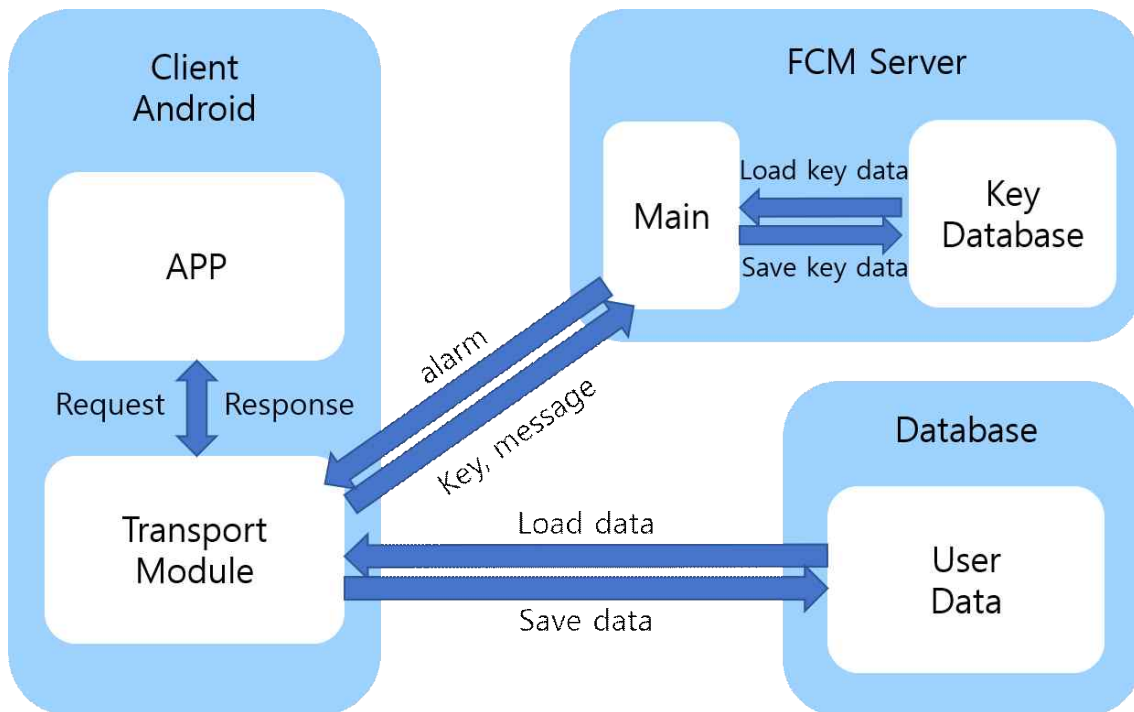 Client
Android
APP
Request
Response
Transport
Module
FCM Server
Main
Load key data
Save key data
Key
Database
alarm
Key, message
Load data
Save data
Database
User
Data